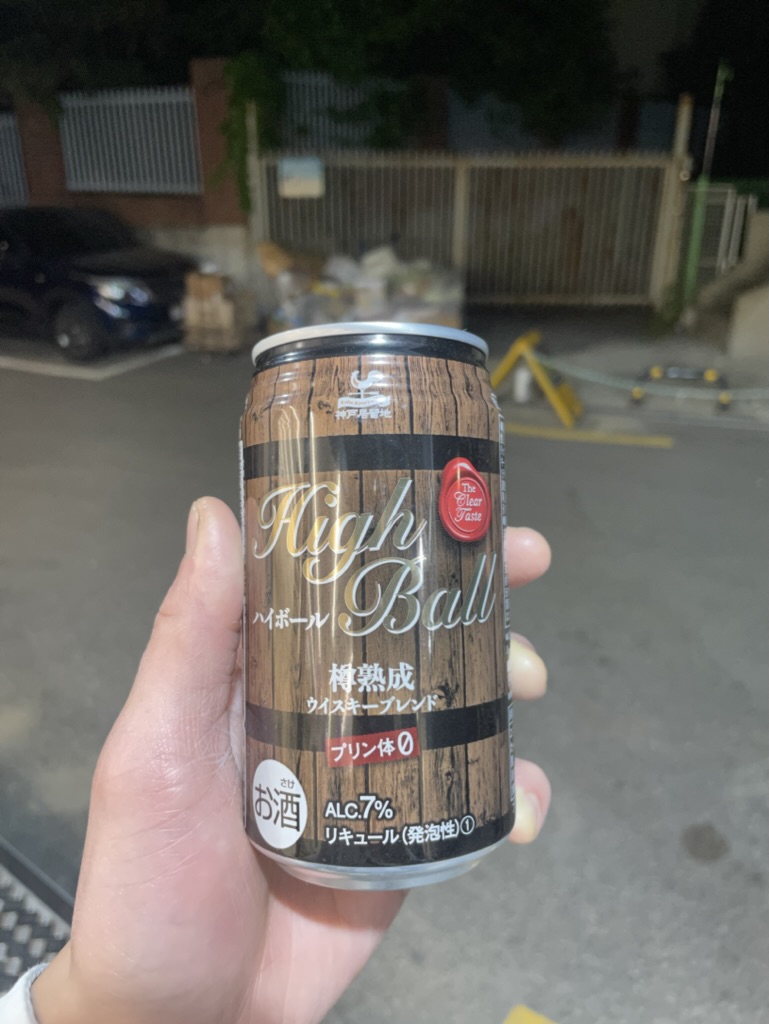 神戸居留地
The
Clear
Taste
High
Ball
ハイボール
樽熟成
ウイスキーブレンド
プリン体0
さけ
お酒
ALC.7%
リキュール(発泡性)①